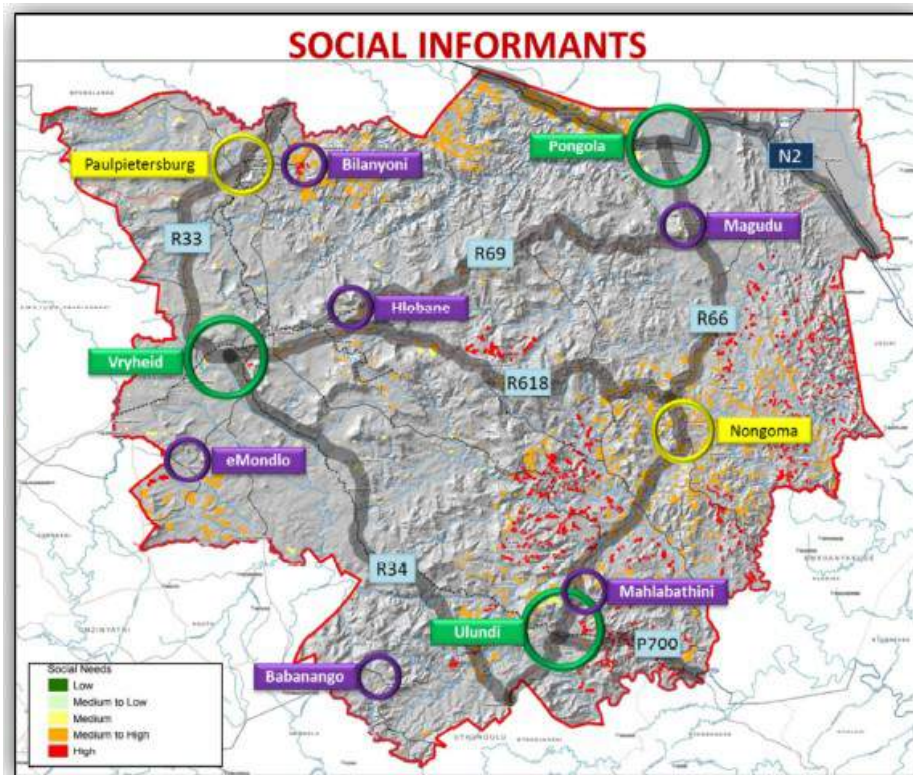 SOCIAL INFORMANTS
Pongola
Paulpietersburg
Bilanyoni
N2
Magudu
R33
R69
Hlobane
R66
Vryheid
R618
Nongoma
eMondlo
R34
Mahlabathini
Ulundi
P700
Babanango
Social Needs
Low
Medium to Low
Medium
Medium to High
High